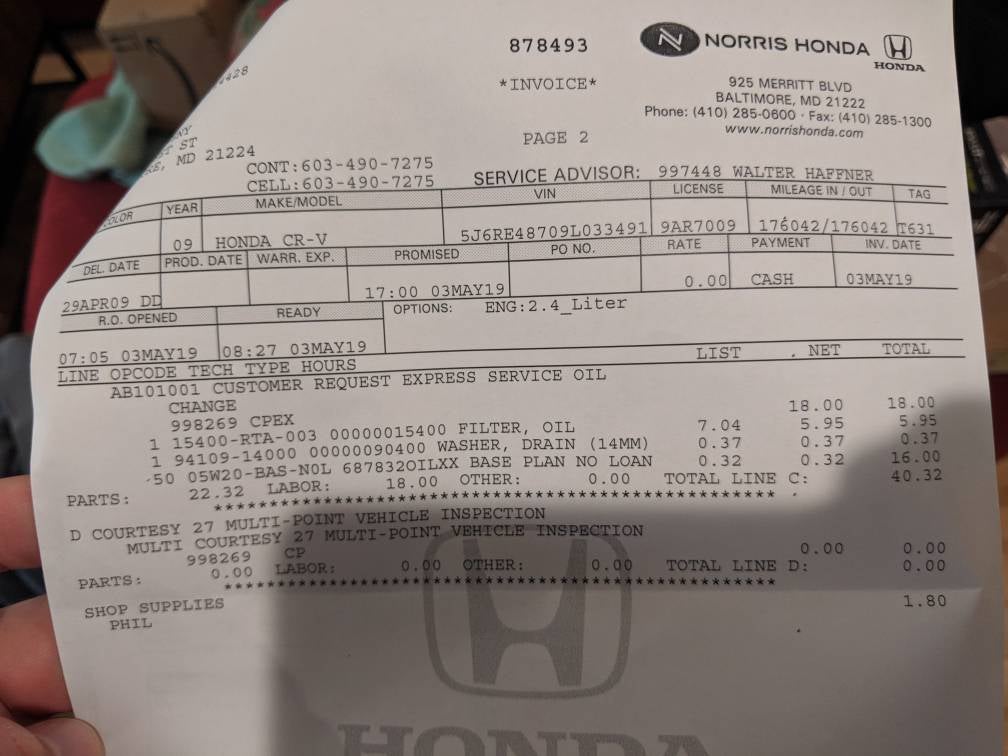 878493
NORRIS HONDA
HONDA
*INVOICE*
925 MERRITT BLVD
BALTIMORE, MD 21222
Phone: (410) 285-0600 · Fax: (410) 285-1300
www.norrishonda.com
PAGE 2
ST
MD 21224
CONT:603-490-7275
CELL:603-490-7275
SERVICE ADVISOR: 997448 WALTER HAFFNER
COLOR YEAR MAKE/MODEL VIN LICENSE MILEAGE IN / OUT TAG
09 HONDA CR-V 5J6RE48709L033491 9AR7009 176042/176042 T631
DEL. DATE PROD. DATE WARR. EXP. PROMISED PO NO. RATE PAYMENT INV. DATE
29APR09 DD 17:00 03MAY19 0.00 CASH 03MAY19
R.O. OPENED READY OPTIONS: ENG:2.4_Liter
07:05 03MAY19 08:27 03MAY19
LINE OPCODE TECH TYPE HOURS LIST NET TOTAL
AB101001 CUSTOMER REQUEST EXPRESS SERVICE OIL
CHANGE
998269 CPEX 18.00 18.00
1 15400-RTA-003 00000015400 FILTER, OIL 7.04 5.95 5.95
1 94109-14000 00000090400 WASHER, DRAIN (14MM) 0.37 0.37 0.37
50 05W20-BAS-N0L 687832OILXX BASE PLAN NO LOAN 0.32 0.32 16.00
PARTS: 22.32 LABOR: 18.00 OTHER: 0.00 TOTAL LINE C: 40.32
***************************************************
D COURTESY 27 MULTI-POINT VEHICLE INSPECTION
MULTI COURTESY 27 MULTI-POINT VEHICLE INSPECTION
998269 CP 0.00 0.00
PARTS: 0.00 LABOR: 0.00 OTHER: 0.00 TOTAL LINE D: 0.00
***************************************************
SHOP SUPPLIES 1.80
PHIL
HONDA